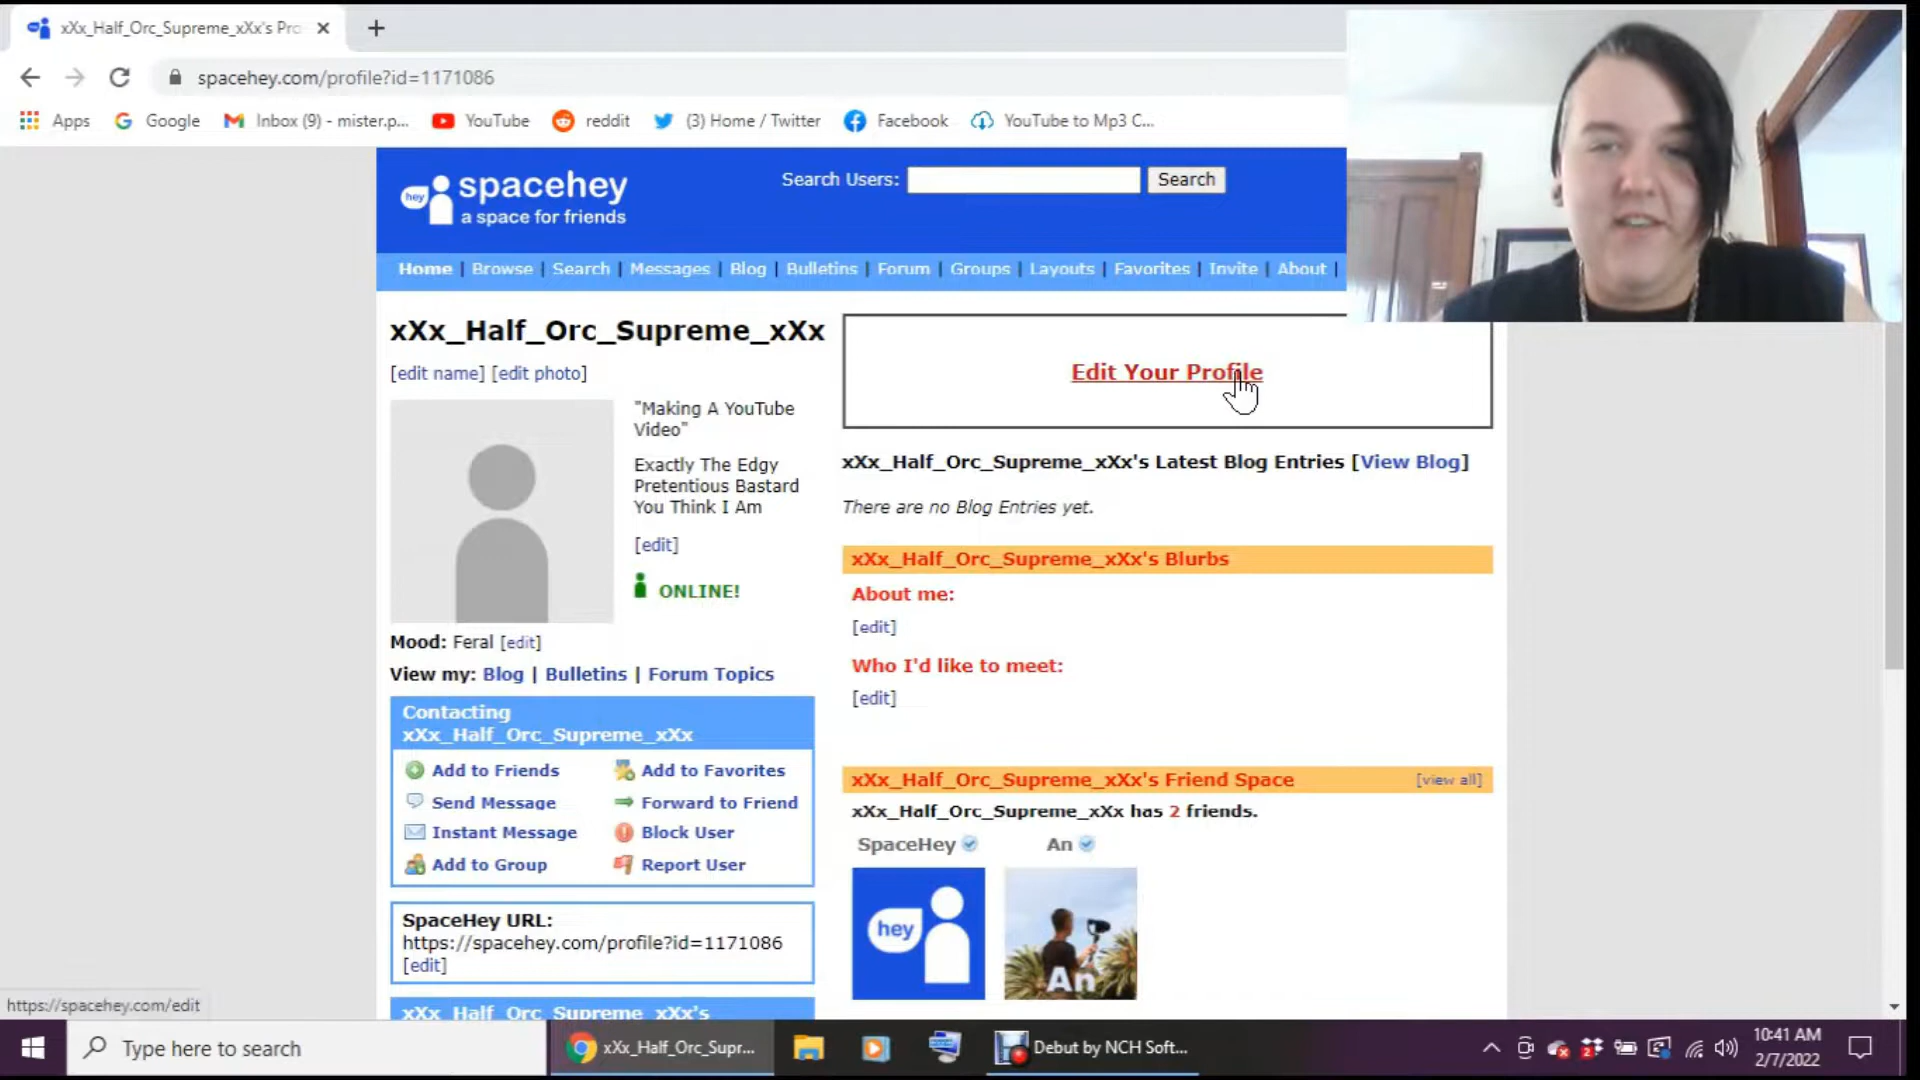 xXx_Half_Orc_Supreme_xXx's Pro
spacehey.com/profile?id=1171086
Apps Google Inbox (9) - mister.p... YouTube reddit (3) Home / Twitter Facebook YouTube to Mp3 C...
hey spacehey
a space for friends
Search Users: Search
Home | Browse | Search | Messages | Blog | Bulletins | Forum | Groups | Layouts | Favorites | Invite | About |
xXx_Half_Orc_Supreme_xXx
[edit name] [edit photo]
"Making A YouTube
Video"
Exactly The Edgy
Pretentious Bastard
You Think I Am
[edit]
ONLINE!
Mood: Feral [edit]
View my: Blog | Bulletins | Forum Topics
Contacting
xXx_Half_Orc_Supreme_xXx
Add to Friends Add to Favorites
Send Message Forward to Friend
Instant Message Block User
Add to Group Report User
SpaceHey URL:
https://spacehey.com/profile?id=1171086
[edit]
xXx_Half_Orc_Supreme_xXx's
Edit Your Profile
xXx_Half_Orc_Supreme_xXx's Latest Blog Entries [View Blog]
There are no Blog Entries yet.
xXx_Half_Orc_Supreme_xXx's Blurbs
About me:
[edit]
Who I'd like to meet:
[edit]
xXx_Half_Orc_Supreme_xXx's Friend Space [view all]
xXx_Half_Orc_Supreme_xXx has 2 friends.
SpaceHey An
hey An
https://spacehey.com/edit
Type here to search xXx_Half_Orc_Supr... Debut by NCH Soft... 2 10:41 AM
2/7/2022